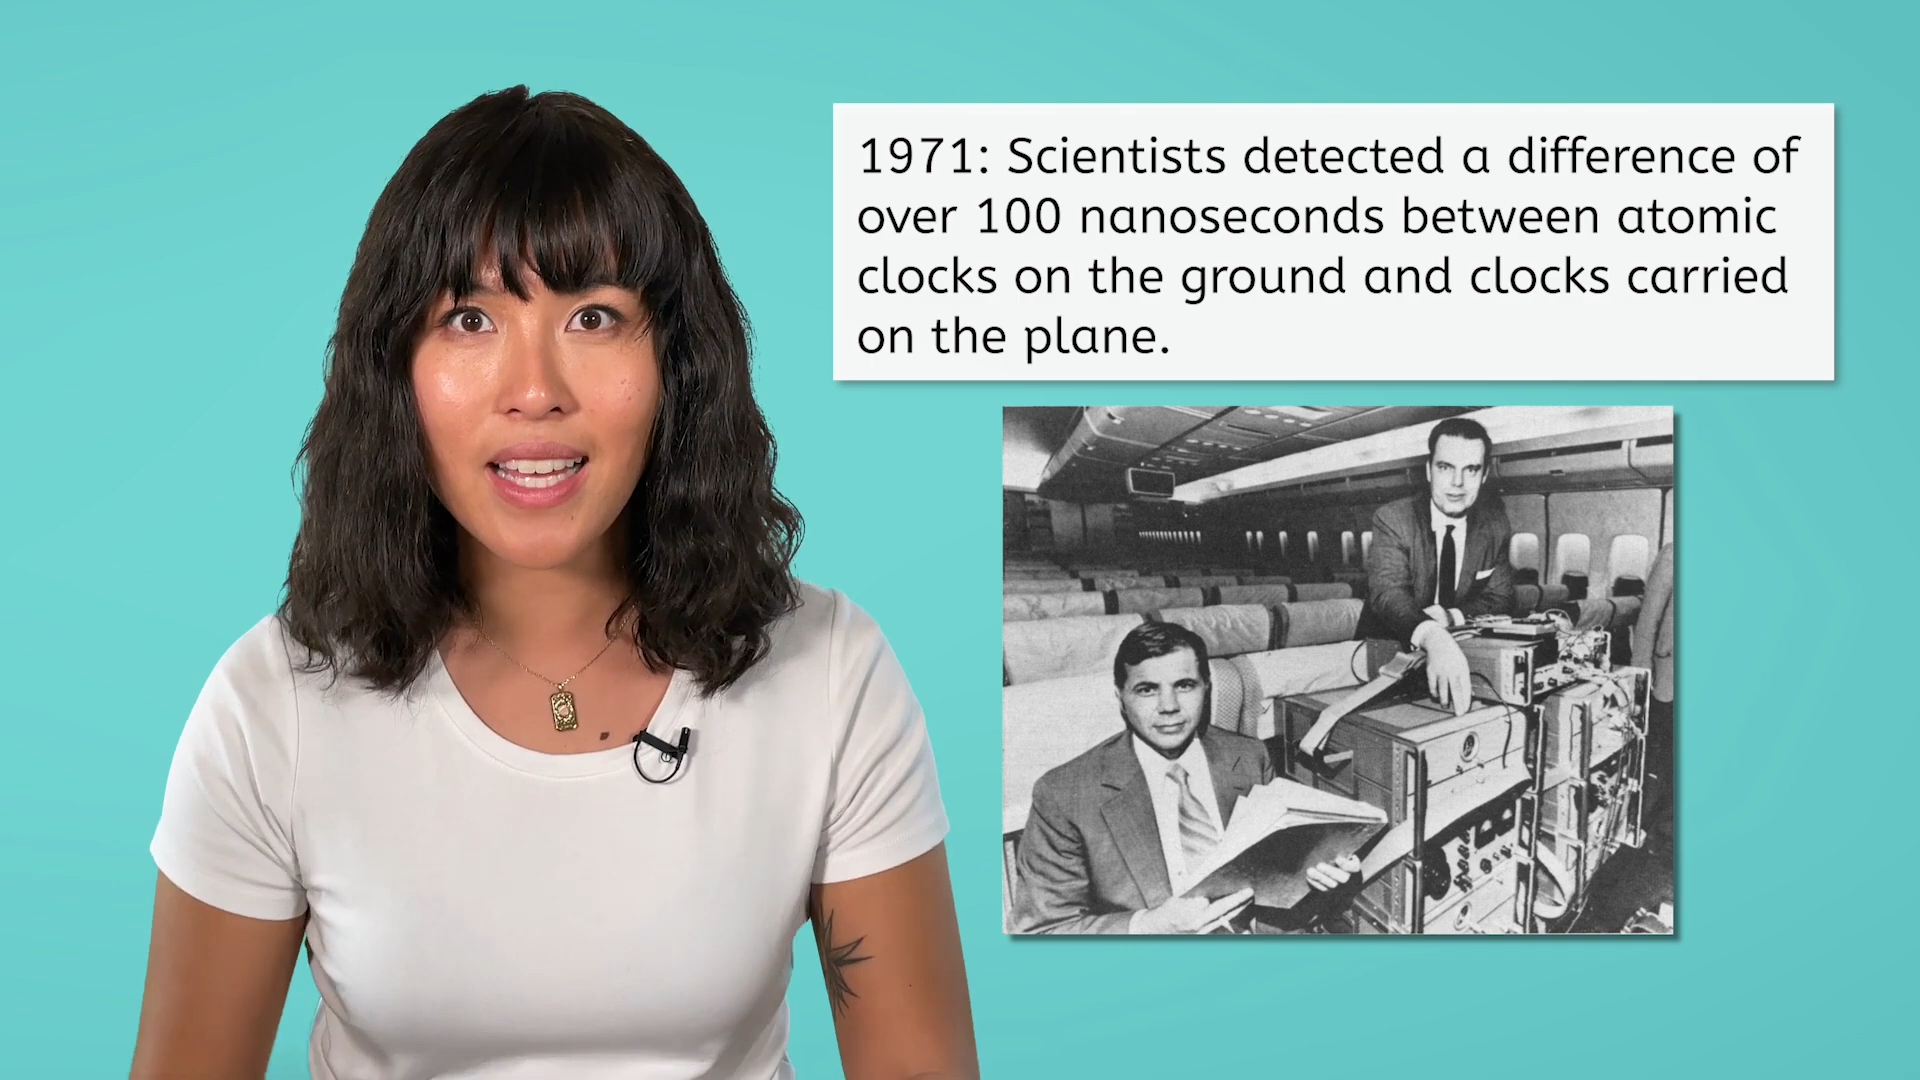 1971: Scientists detected a difference of
over 100 nanoseconds between atomic
clocks on the ground and clocks carried
on the plane.